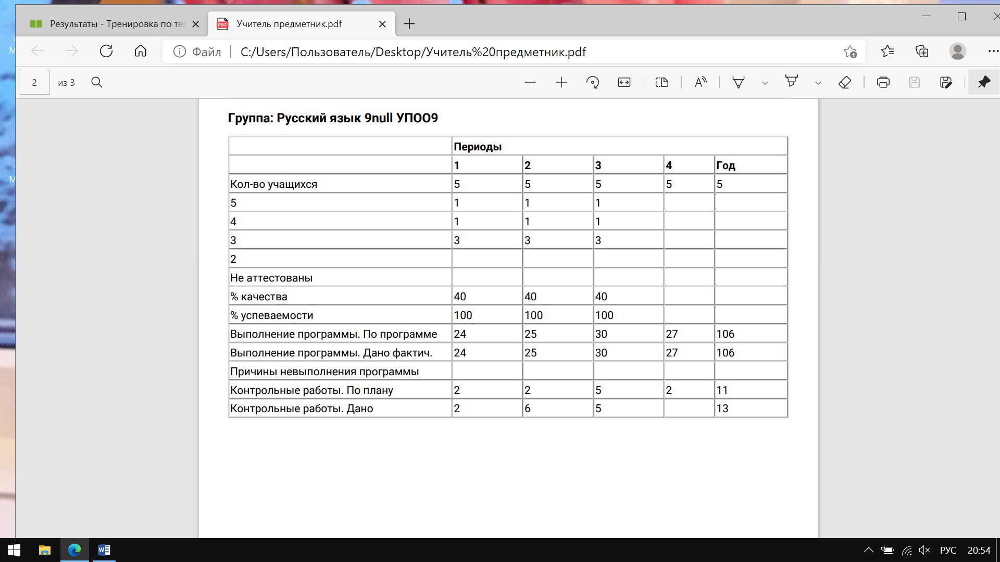 Результаты - Тренировка по те
Учитель предметник.pdf
Файл
C:/Users/Пользователь/Desktop/Учитель%20предметник.pdf
2 из 3
Группа: Русский язык 9null УПОО9
Периоды
1 2 3 4 Год
Кол-во учащихся 5 5 5 5 5
5 1 1 1
4 1 1 1
3 3 3 3
2
Не аттестованы
% качества 40 40 40
% успеваемости 100 100 100
Выполнение программы. По программе 24 25 30 27 106
Выполнение программы. Дано фактич. 24 25 30 27 106
Причины невыполнения программы
Контрольные работы. По плану 2 2 5 2 11
Контрольные работы. Дано 2 6 5 13
РУС 20:54